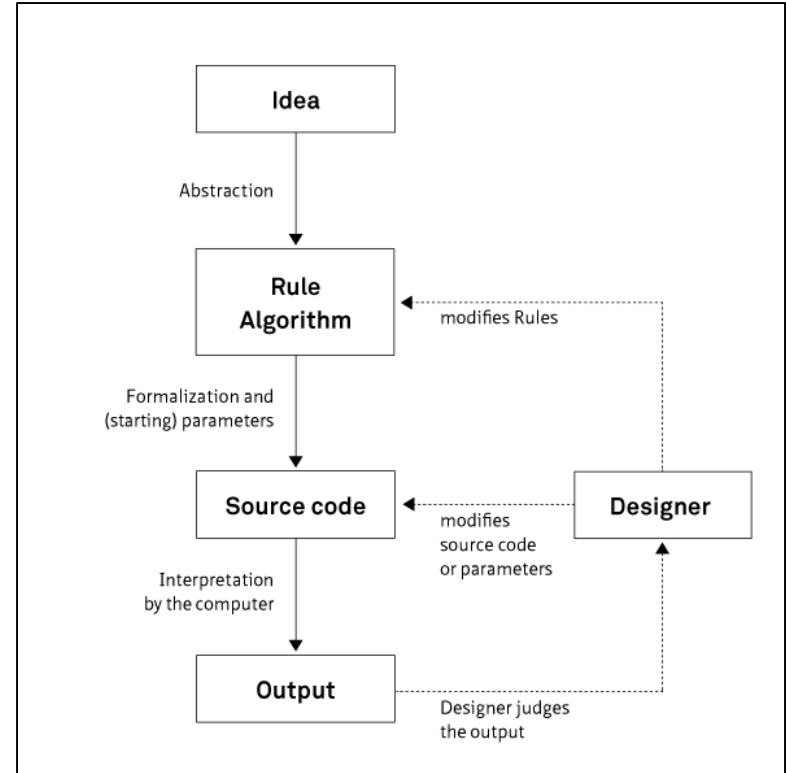 Idea
Abstraction
Rule
Algorithm
modifies Rules
Formalization and
(starting) parameters
Source code
modifies
source code
or parameters
Designer
Interpretation
by the computer
Output
Designer judges
the output